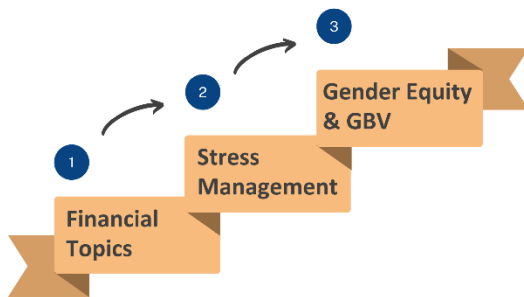 1
Financial
Topics
2
Stress
Management
3
Gender Equity
& GBV